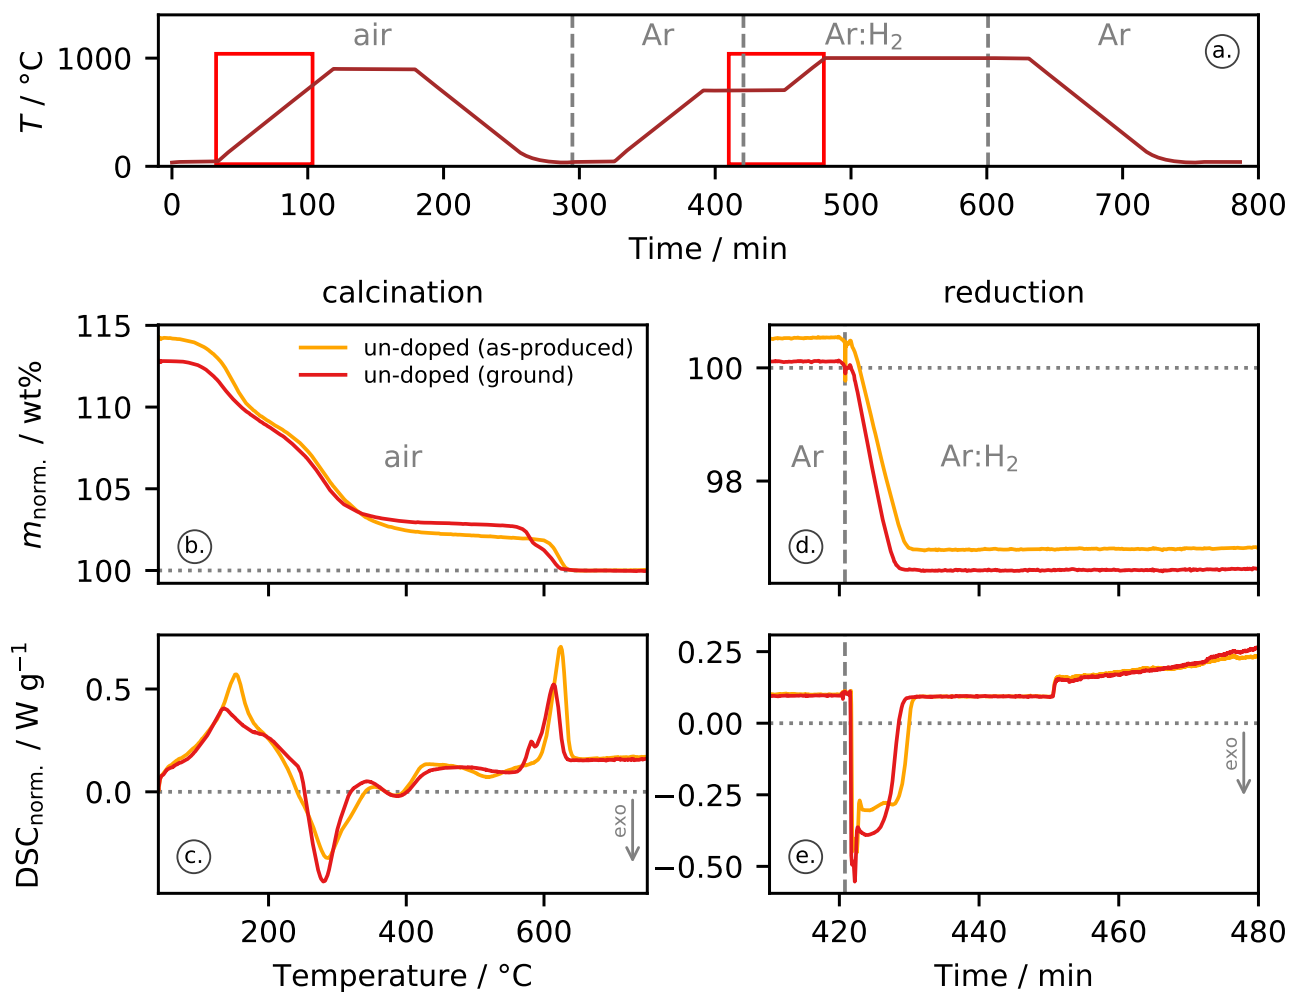 air
Ar
Ar:H₂
Ar
a.
T / °C
1000
0
0 100 200 300 400 500 600 700 800
Time / min
calcination
reduction
115
110
105
100
m_norm. / wt%
un-doped (as-produced)
un-doped (ground)
air
b.
100
98
Ar
Ar:H₂
d.
0.5
0.0
DSC_norm. / W g⁻¹
exo
c.
200 400 600
Temperature / °C
0.25
0.00
−0.25
−0.50
exo
e.
420 440 460 480
Time / min